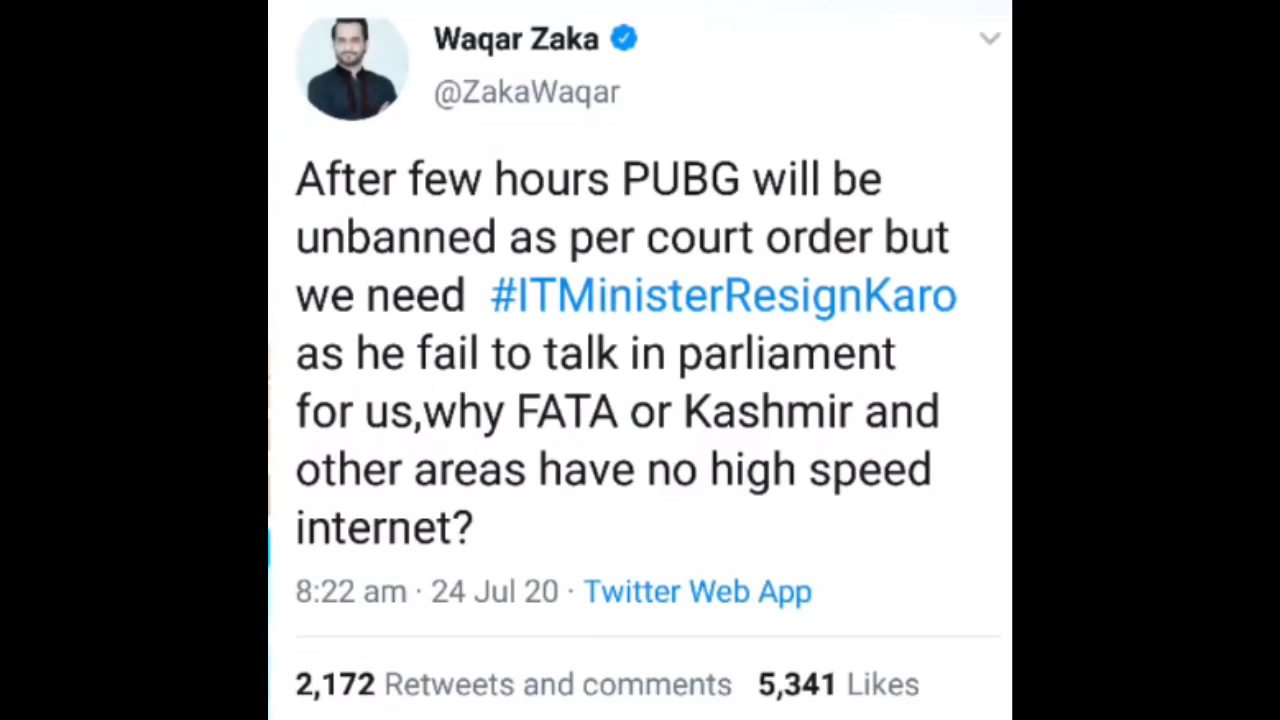 Waqar Zaka
@ZakaWaqar
After few hours PUBG will be
unbanned as per court order but
we need #ITMinisterResignKaro
as he fail to talk in parliament
for us,why FATA or Kashmir and
other areas have no high speed
internet?
8:22 am · 24 Jul 20 · Twitter Web App
2,172 Retweets and comments 5,341 Likes